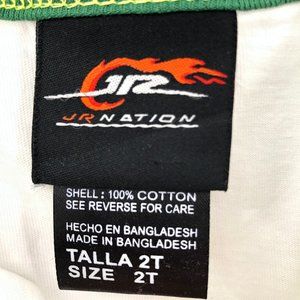 JR
JR NATION
SHELL: 100% COTTON
SEE REVERSE FOR CARE
HECHO EN BANGLADESH
MADE IN BANGLADESH
TALLA 2T
SIZE 2T